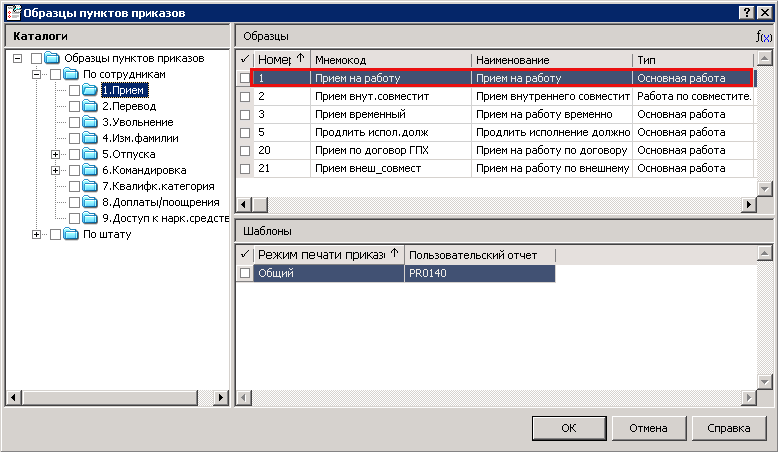 Образцы пунктов приказов
Каталоги
Образцы пунктов приказов
По сотрудникам
1.Прием
2.Перевод
3.Увольнение
4.Изм.фамилии
5.Отпуска
6.Командировка
7.Квалифк.категория
8.Доплаты/поощрения
9.Доступ к нарк.средств
По штату
Образцы f(x)
Номер Мнемокод Наименование Тип
1 Прием на работу Прием на работу Основная работа
2 Прием внут.совместит Прием внутреннего совместит Работа по совместите.
3 Прием временный Прием на работу временно Основная работа
5 Продлить испол.долж Продлить исполнение должно Основная работа
20 Прием по договор ГПХ Прием на работу по договору Основная работа
21 Прием внеш_совмест Прием на работу по внешнему Основная работа
Шаблоны
Режим печати приказ Пользовательский отчет
Общий PR0140
OK Отмена Справка